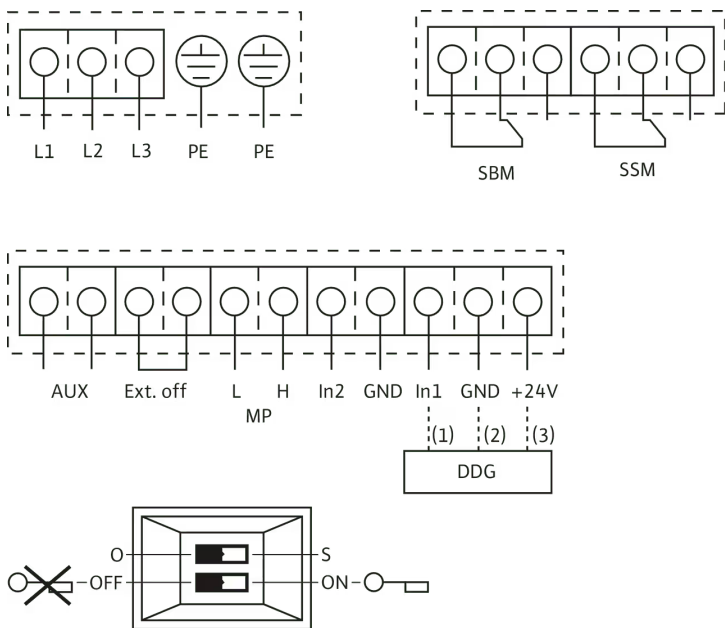 L1 L2 L3 PE PE
SBM SSM
AUX Ext. off L H In2 GND In1 GND +24V
MP
(1) (2) (3)
DDG
O S
OFF ON